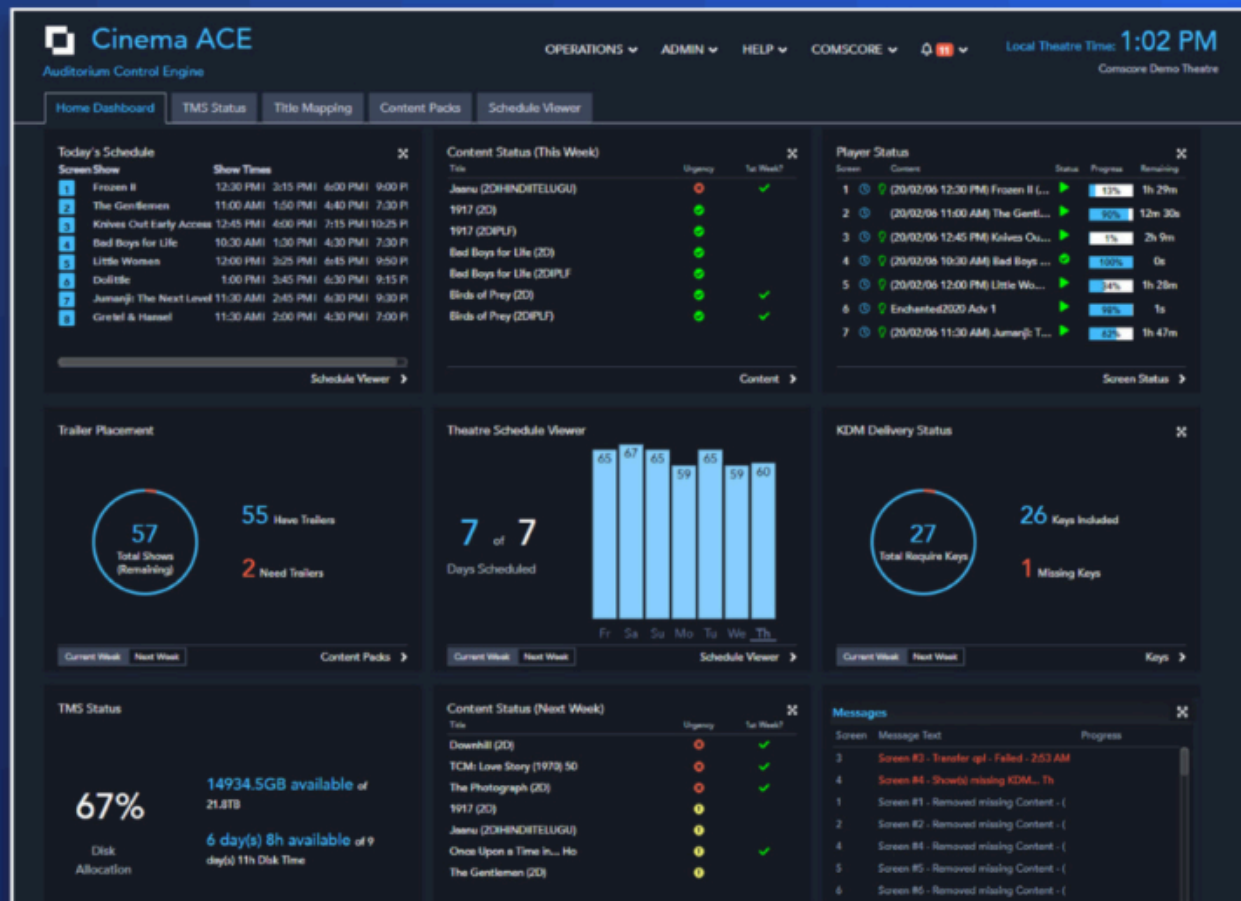 Cinema ACE
Auditorium Control Engine
OPERATIONS ADMIN HELP COMSCORE 11
Local Theatre Time: 1:02 PM
Comscore Demo Theatre
Home Dashboard TMS Status Title Mapping Content Packs Schedule Viewer
Today's Schedule
Screen Show Show Times
1 Frozen II 12:30 PM| 3:15 PM| 6:00 PM| 9:00 P
2 The Gentlemen 11:00 AM| 1:50 PM| 4:40 PM| 7:30 P
3 Knives Out Early Access 12:45 PM| 4:00 PM| 7:15 PM|10:25 P
4 Bad Boys for Life 10:30 AM| 1:30 PM| 4:30 PM| 7:30 P
5 Little Women 12:00 PM| 3:25 PM| 6:45 PM| 9:50 P
6 Dolittle 1:00 PM| 3:45 PM| 6:30 PM| 9:15 P
7 Jumanji: The Next Level 11:30 AM| 2:45 PM| 6:30 PM| 9:30 P
8 Gretel & Hansel 11:30 AM| 2:00 PM| 4:30 PM| 7:00 P
Schedule Viewer
Content Status (This Week)
Title Urgency 1st Week?
Jaanu (2D|HINDI|TELUGU)
1917 (2D)
1917 (2D|PLF)
Bad Boys for Life (2D)
Bad Boys for Life (2D|PLF
Birds of Prey (2D)
Birds of Prey (2D|PLF)
Content
Player Status
Screen Content Status Progress Remaining
1 (20/02/06 12:30 PM) Frozen II (... 13% 1h 29m
2 (20/02/06 11:00 AM) The Gentl... 90% 12m 30s
3 (20/02/06 12:45 PM) Knives Ou... 1% 2h 9m
4 (20/02/06 10:30 AM) Bad Boys ... 100% 0s
5 (20/02/06 12:00 PM) Little Wo... 34% 1h 28m
6 Enchanted2020 Adv 1 98% 1s
7 (20/02/06 11:30 AM) Jumanji: T... 62% 1h 47m
Screen Status
Trailer Placement
57
Total Shows
(Remaining)
55 Have Trailers
2 Need Trailers
Current Week Next Week
Content Packs
Theatre Schedule Viewer
7 of 7
Days Scheduled
65 67 65 59 65 59 60
Fr Sa Su Mo Tu We Th
Current Week Next Week
Schedule Viewer
KDM Delivery Status
27
Total Require Keys
26 Keys Included
1 Missing Keys
Current Week Next Week
Keys
TMS Status
67%
Disk
Allocation
14934.5GB available of
21.8TB
6 day(s) 8h available of 9
day(s) 11h Disk Time
Content Status (Next Week)
Title Urgency 1st Week?
Downhill (2D)
TCM: Love Story (1970) 50
The Photograph (2D)
1917 (2D)
Jaanu (2D|HINDI|TELUGU)
Once Upon a Time in... Ho
The Gentlemen (2D)
Messages
Screen Message Text Progress
3 Screen #3 - Transfer spl - Failed - 2:53 AM
4 Screen #4 - Show(s) missing KDM... Th
1 Screen #1 - Removed missing Content - (
2 Screen #2 - Removed missing Content - (
4 Screen #4 - Removed missing Content - (
5 Screen #5 - Removed missing Content - (
6 Screen #6 - Removed missing Content - (